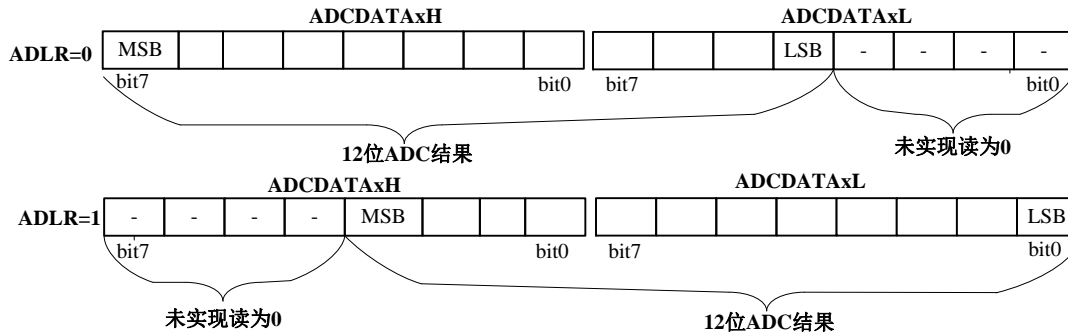 ADCDATAxH ADCDATAxL
ADLR=0 MSB LSB - - - -
bit7 bit0 bit7 bit0
12位ADC结果 未实现读为0
ADCDATAxH ADCDATAxL
ADLR=1 - - - - MSB LSB
bit7 bit0 bit7 bit0
未实现读为0 12位ADC结果